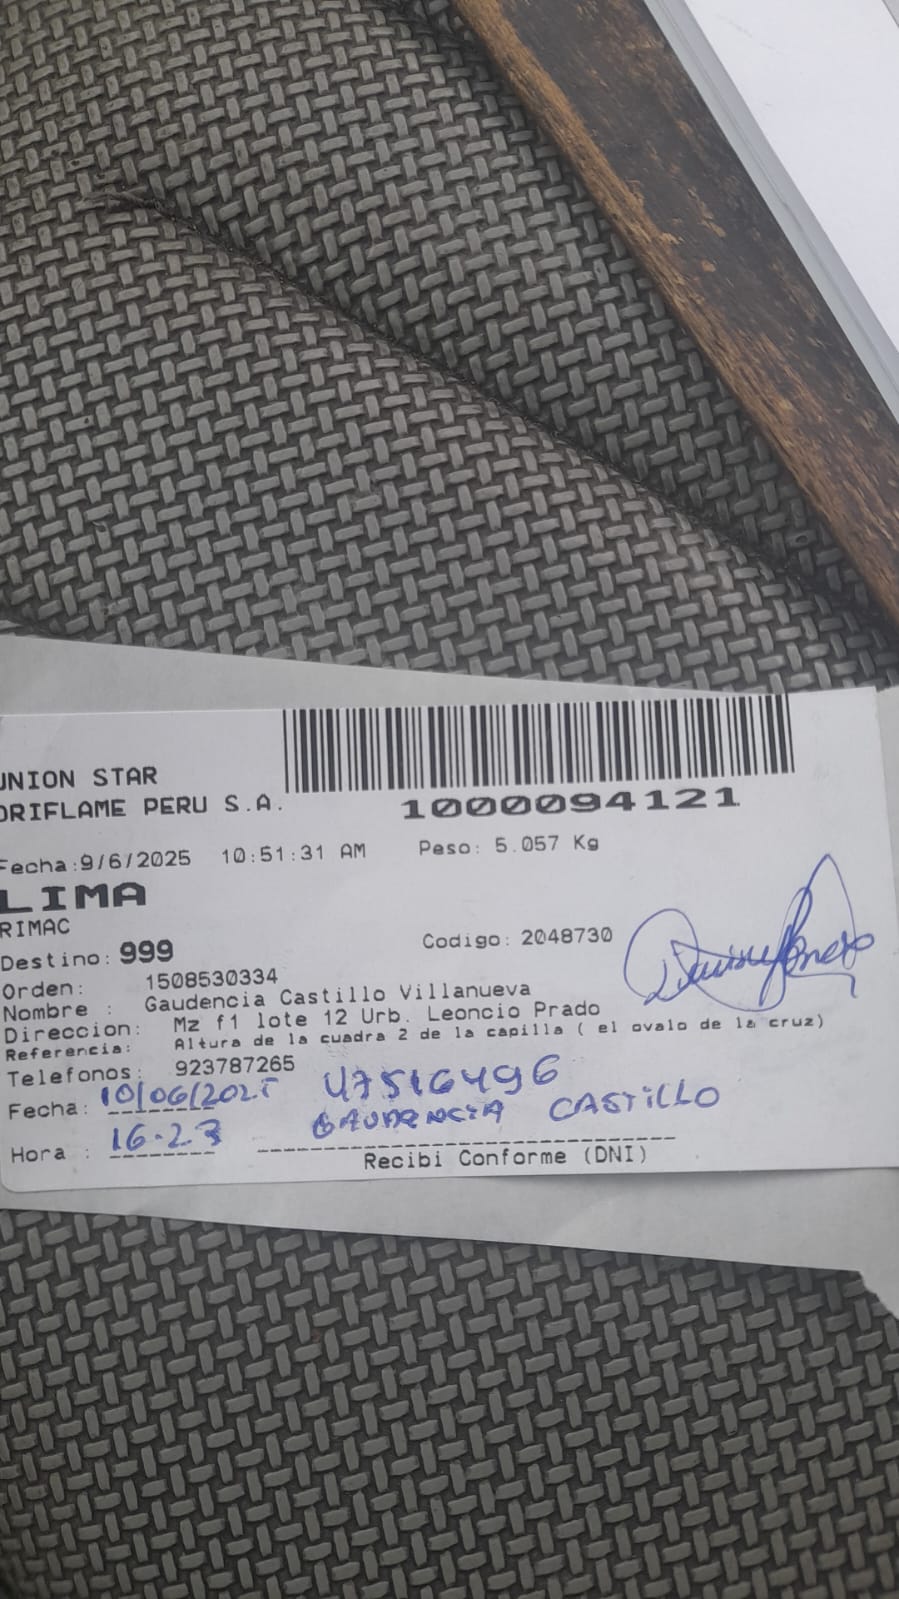 UNION STAR
ORIFLAME PERU S.A.
1000094121
Fecha:9/6/2025 10:51:31 AM Peso: 5.057 Kg
LIMA
RIMAC
Destino: 999 Codigo: 2048730
Orden: 1508530334
Nombre : Gaudencia Castillo Villanueva
Direccion: Mz f1 lote 12 Urb. Leoncio Prado
Referencia: Altura de la cuadra 2 de la capilla ( el ovalo de la cruz)
Telefonos: 923787265
Fecha: 10/06/2025 47516496
GAUDENCIA CASTILLO
Hora : 16-23
Recibi Conforme (DNI)